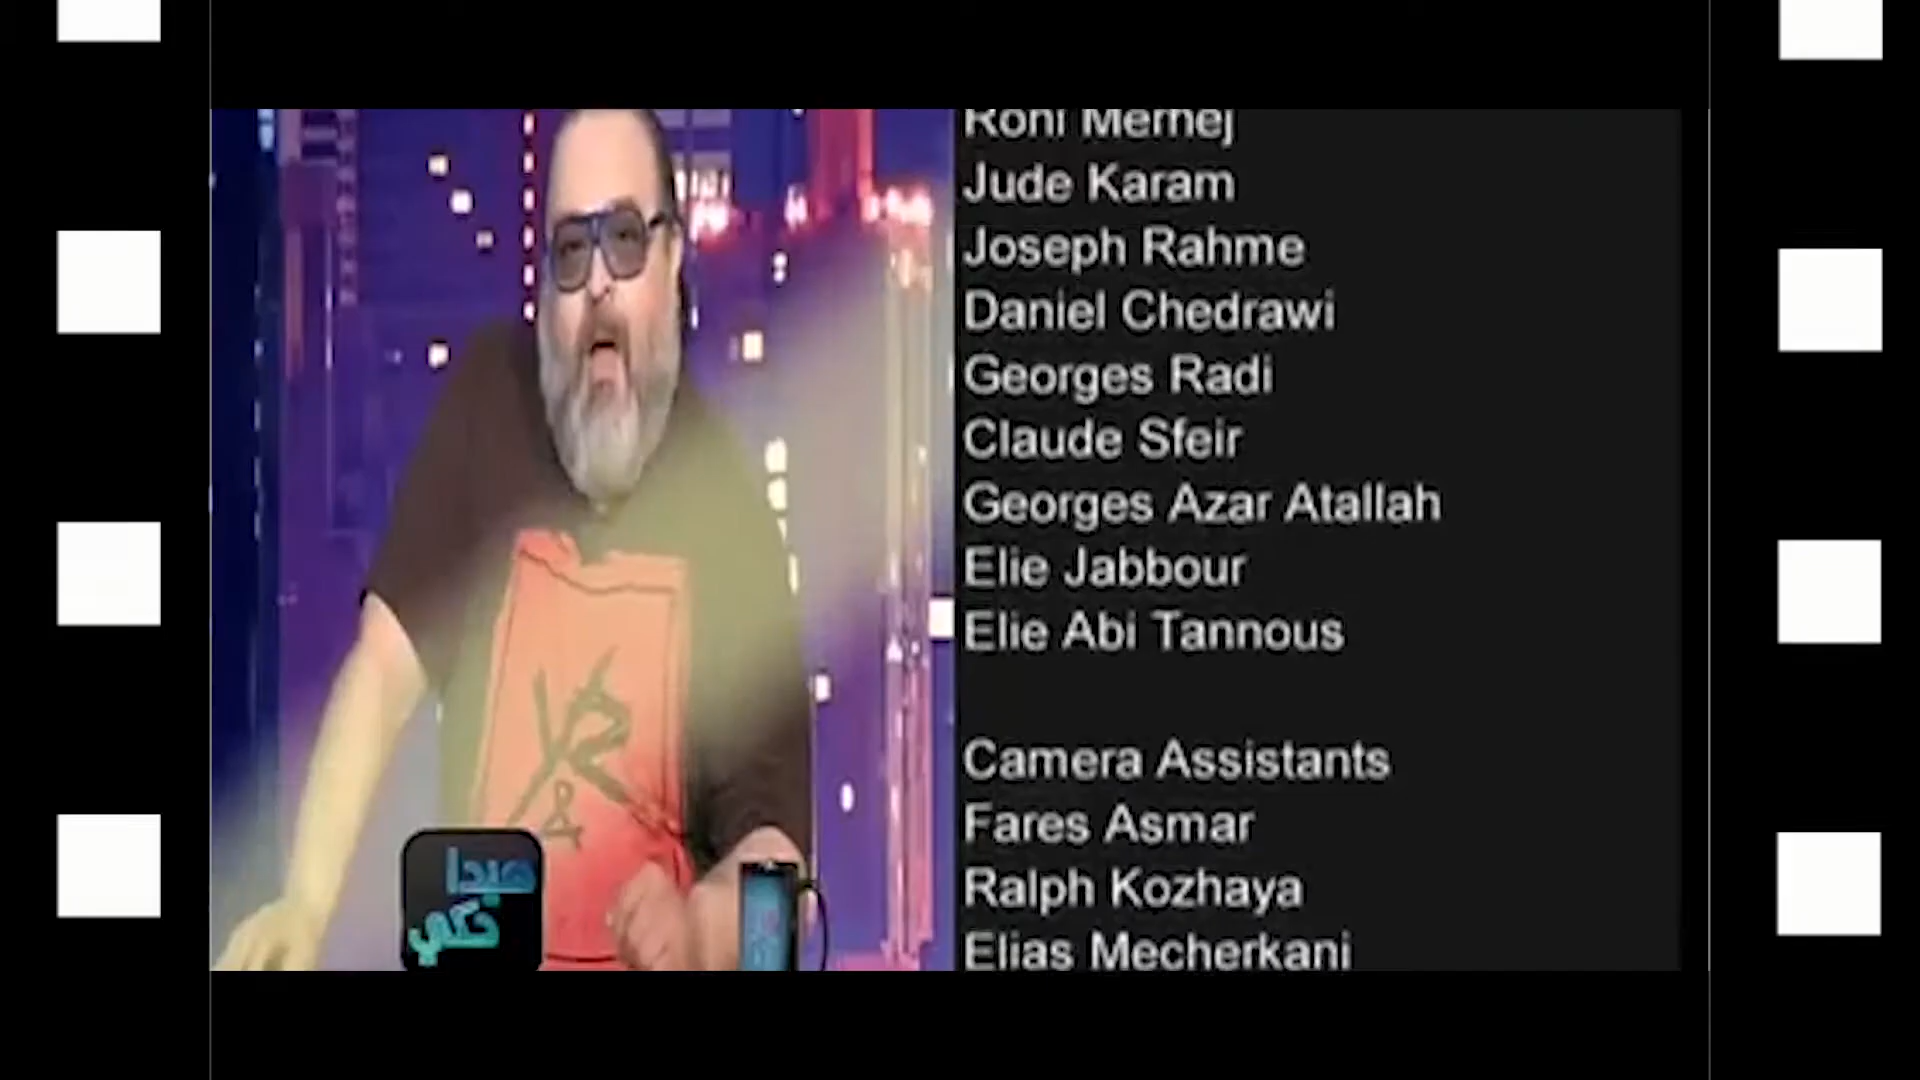 Roni Merhej
Jude Karam
Joseph Rahme
Daniel Chedrawi
Georges Radi
Claude Sfeir
Georges Azar Atallah
Elie Jabbour
Elie Abi Tannous
Camera Assistants
Fares Asmar
Ralph Kozhaya
Elias Mecherkani
&
هيدا
حكي